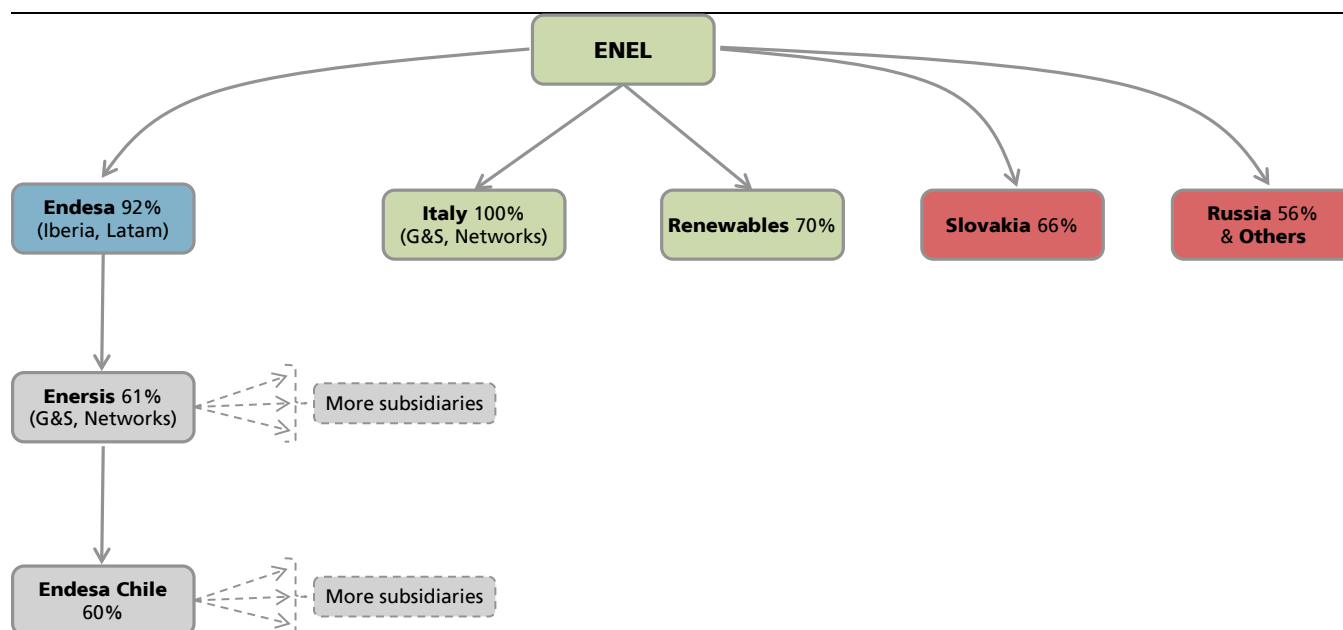 ENEL
Endesa 92%
(Iberia, Latam)
Italy 100%
(G&S, Networks)
Renewables 70%
Slovakia 66%
Russia 56%
& Others
Enersis 61%
(G&S, Networks)
More subsidiaries
Endesa Chile
60%
More subsidiaries